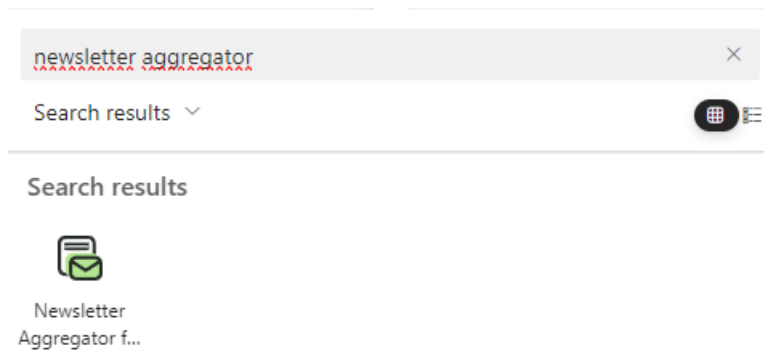 newsletter aggregator
Search results
Search results
Newsletter
Aggregator f...